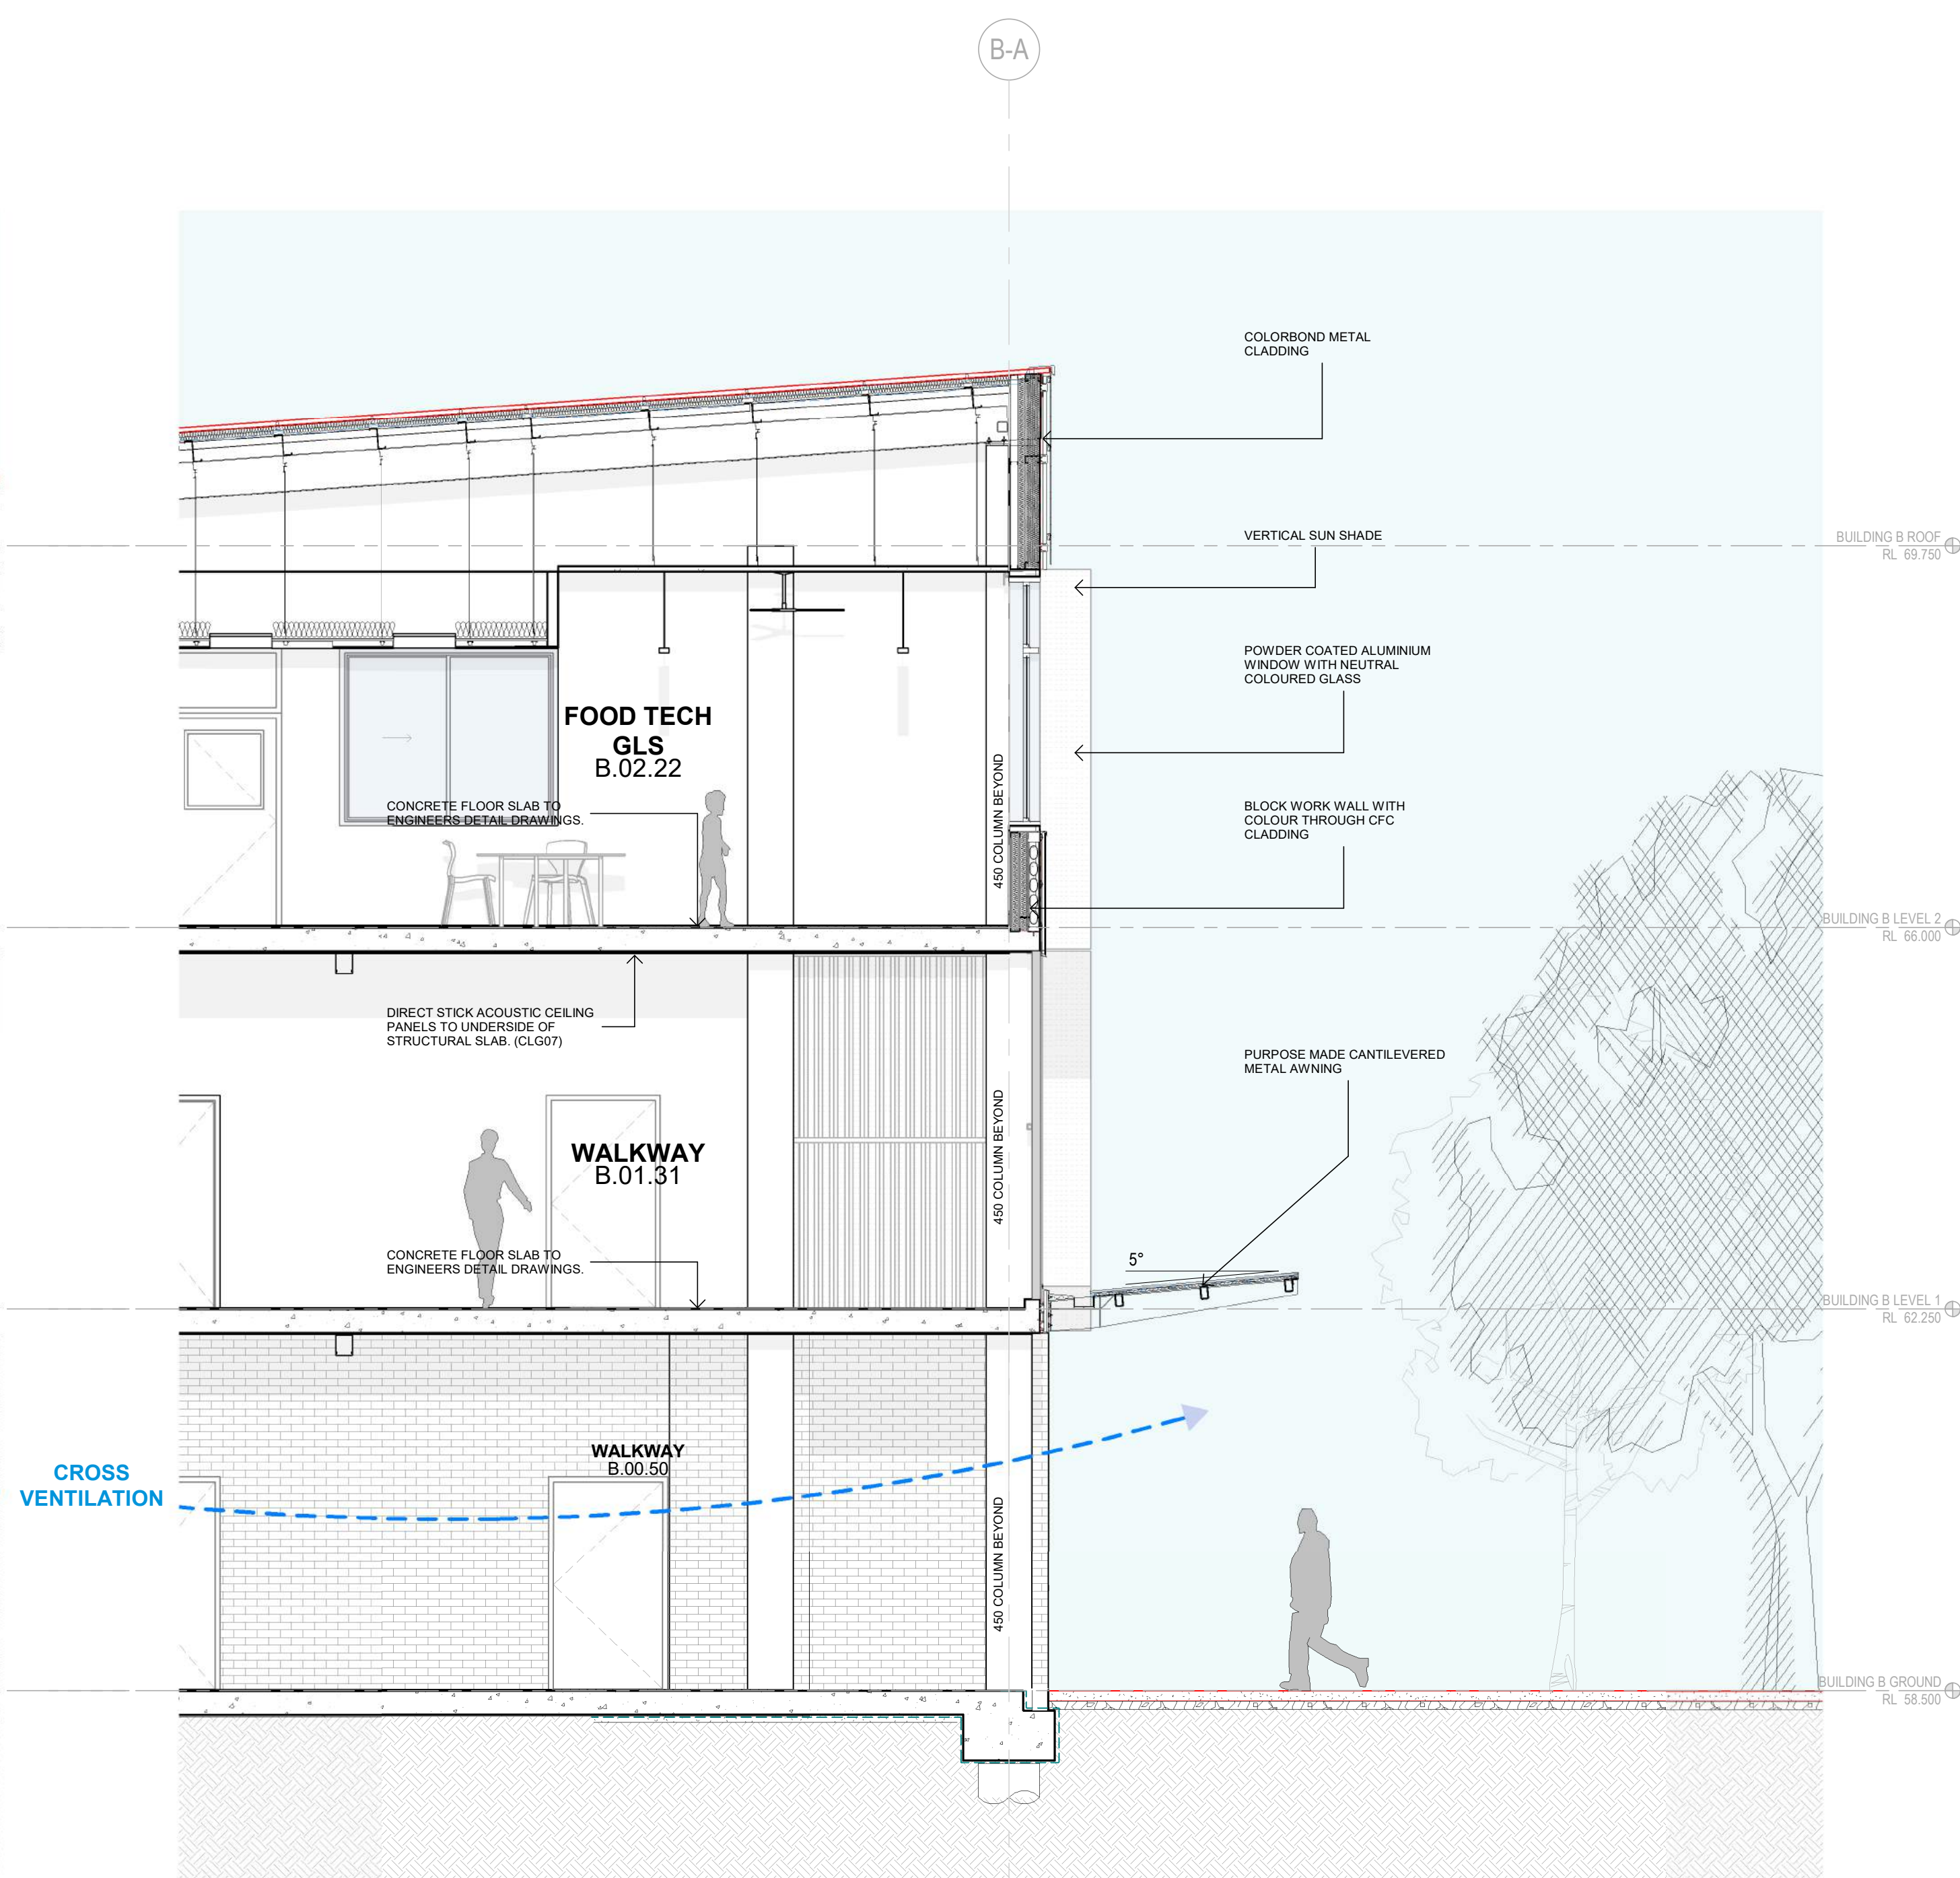 B-A
COLORBOND METAL
CLADDING
VERTICAL SUN SHADE
BUILDING B ROOF
RL 69.750
POWDER COATED ALUMINIUM
WINDOW WITH NEUTRAL
COLOURED GLASS
FOOD TECH
GLS
B.02.22
450 COLUMN BEYOND
CONCRETE FLOOR SLAB TO
ENGINEERS DETAIL DRAWINGS.
BLOCK WORK WALL WITH
COLOUR THROUGH CFC
CLADDING
BUILDING B LEVEL 2
RL 66.000
DIRECT STICK ACOUSTIC CEILING
PANELS TO UNDERSIDE OF
STRUCTURAL SLAB. (CLG07)
PURPOSE MADE CANTILEVERED
METAL AWNING
WALKWAY
B.01.31
450 COLUMN BEYOND
CONCRETE FLOOR SLAB TO
ENGINEERS DETAIL DRAWINGS.
5°
BUILDING B LEVEL 1
RL 62.250
WALKWAY
B.00.50
CROSS
VENTILATION
450 COLUMN BEYOND
BUILDING B GROUND
RL 58.500